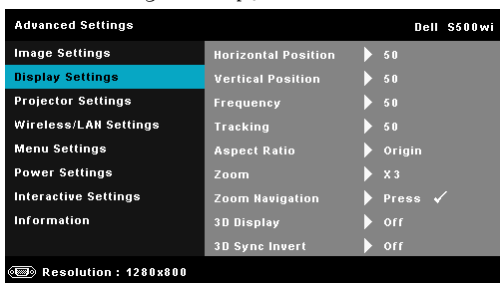 Advanced Settings Dell S500wi
Image Settings
Display Settings
Projector Settings
Wireless/LAN Settings
Menu Settings
Power Settings
Interactive Settings
Information
Horizontal Position 50
Vertical Position 50
Frequency 50
Tracking 50
Aspect Ratio Origin
Zoom X3
Zoom Navigation Press ✓
3D Display Off
3D Sync Invert Off
Resolution : 1280x800